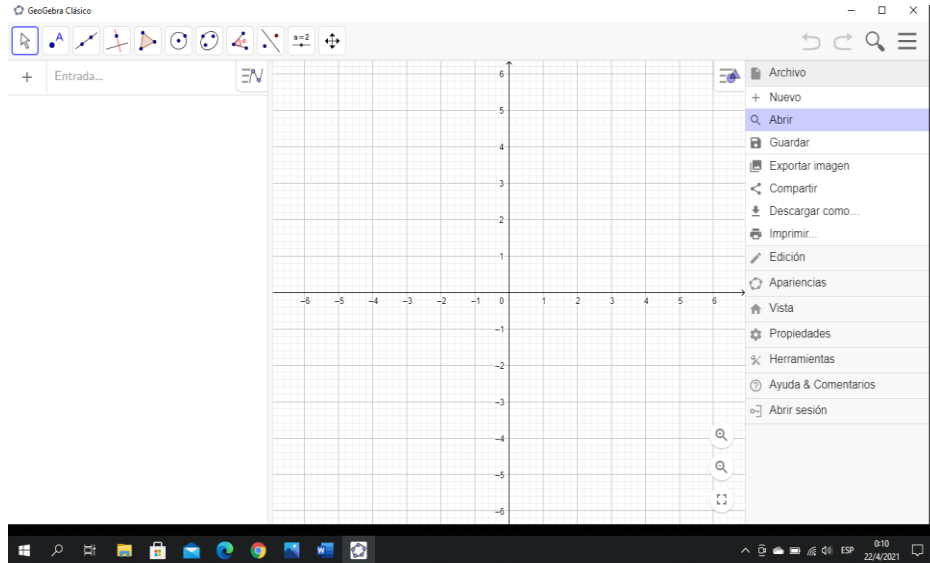 GeoGebra Clásico
A
a=2
+ Entrada...
6
5
4
3
2
1
−6 −5 −4 −3 −2 −1 0 1 2 3 4 5 6
−1
−2
−3
−4
−5
−6
Archivo
+ Nuevo
Abrir
Guardar
Exportar imagen
Compartir
Descargar como...
Imprimir...
Edición
Apariencias
Vista
Propiedades
Herramientas
Ayuda & Comentarios
Abrir sesión
ESP
0:10
22/4/2021